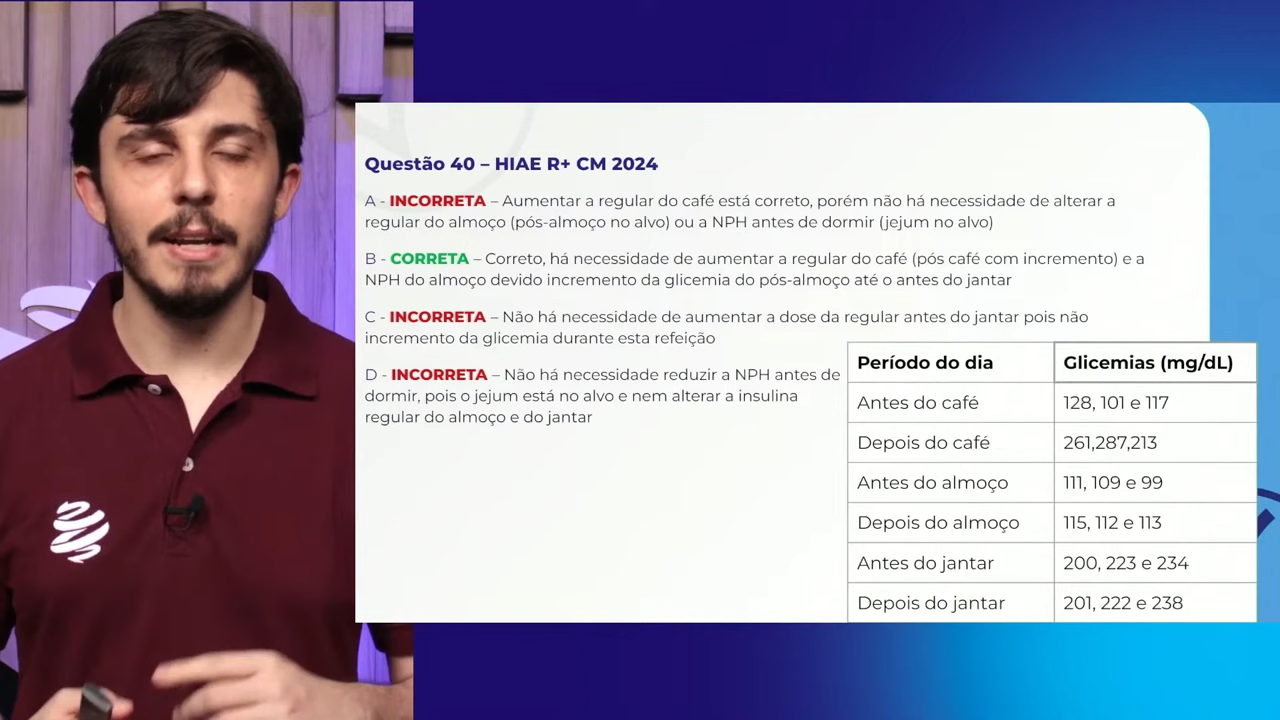 Questão 40 – HIAE R+ CM 2024
A - INCORRETA – Aumentar a regular do café está correto, porém não há necessidade de alterar a
regular do almoço (pós-almoço no alvo) ou a NPH antes de dormir (jejum no alvo)
B - CORRETA – Correto, há necessidade de aumentar a regular do café (pós café com incremento) e a
NPH do almoço devido incremento da glicemia do pós-almoço até o antes do jantar
C - INCORRETA – Não há necessidade de aumentar a dose da regular antes do jantar pois não
incremento da glicemia durante esta refeição
D - INCORRETA – Não há necessidade reduzir a NPH antes de
dormir, pois o jejum está no alvo e nem alterar a insulina
regular do almoço e do jantar
Período do dia Glicemias (mg/dL)
Antes do café 128, 101 e 117
Depois do café 261,287,213
Antes do almoço 111, 109 e 99
Depois do almoço 115, 112 e 113
Antes do jantar 200, 223 e 234
Depois do jantar 201, 222 e 238